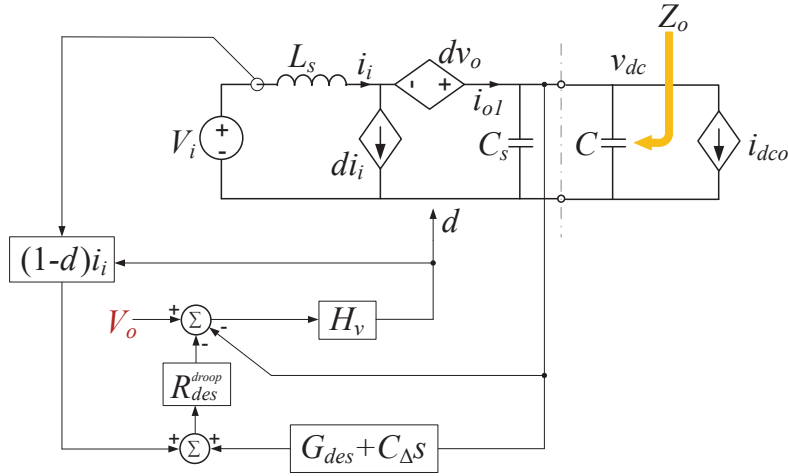 Z_o
L_s
i_i
dv_o
v_dc
+
-
V_i
-
+
i_o1
di_i
C_s
C
i_dco
d
(1-d)i_i
V_o
+
Σ
-
-
H_v
R_des^droop
+
Σ
+
G_des+C_Δs